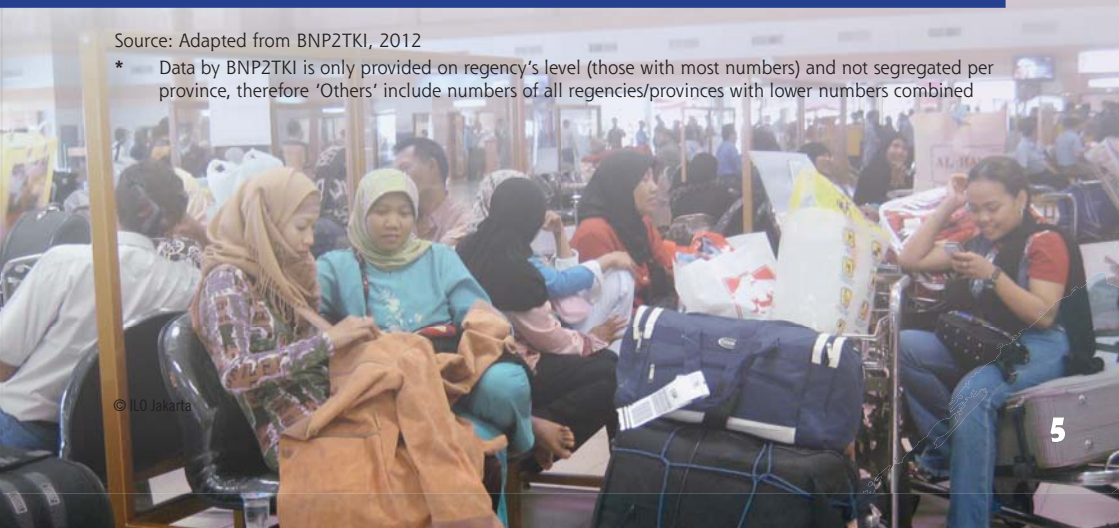 Source: Adapted from BNP2TKI, 2012
* Data by BNP2TKI is only provided on regency's level (those with most numbers) and not segregated per
province, therefore 'Others' include numbers of all regencies/provinces with lower numbers combined
© ILO Jakarta
5